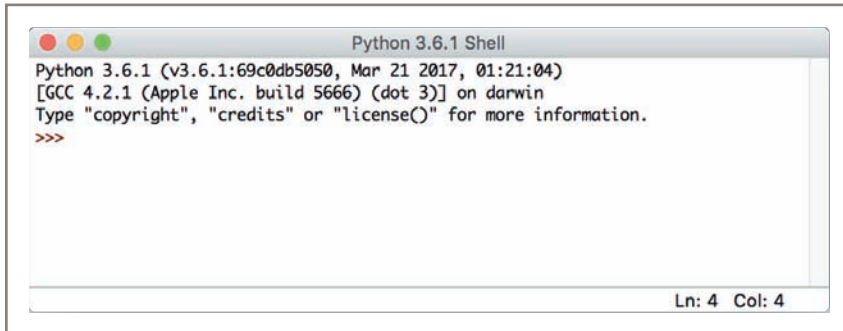 Python 3.6.1 Shell
Python 3.6.1 (v3.6.1:69c0db5050, Mar 21 2017, 01:21:04)
[GCC 4.2.1 (Apple Inc. build 5666) (dot 3)] on darwin
Type "copyright", "credits" or "license()" for more information.
>>>
Ln: 4 Col: 4